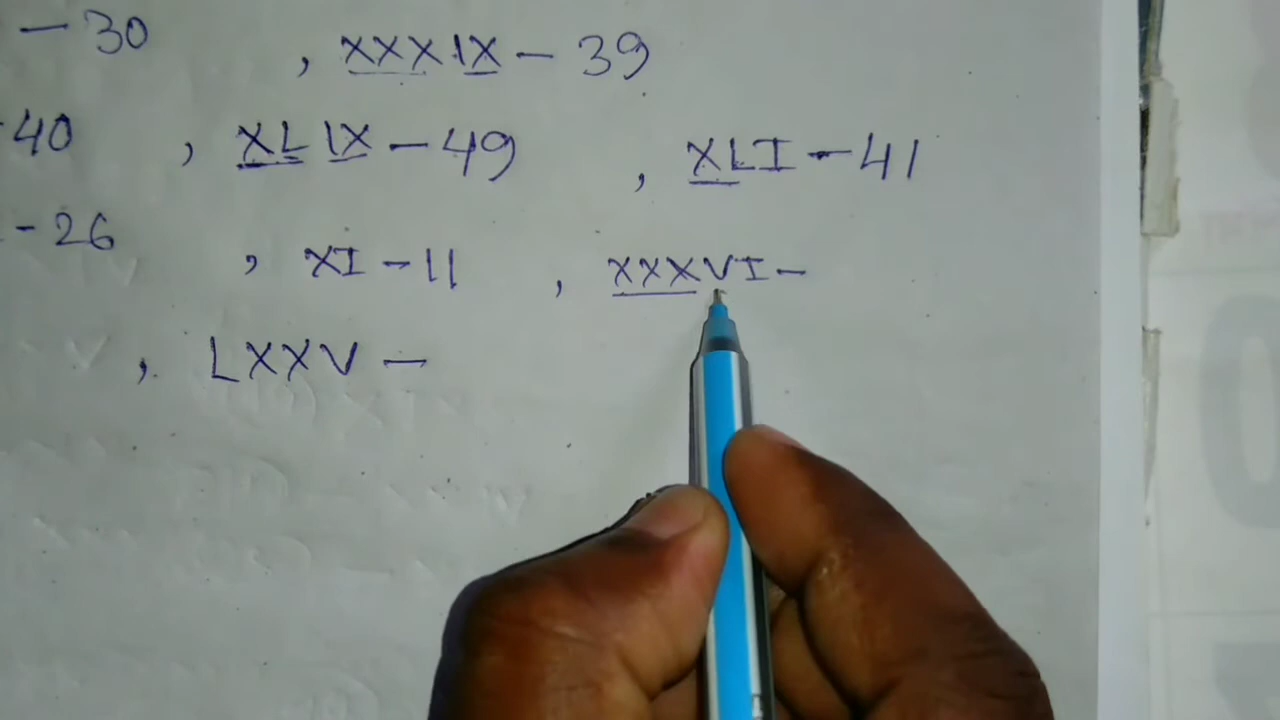 – 30 , XXXIX – 39
-40 , XLIX – 49 , XLI – 41
- 26 , XI – 11 , XXXVI –
, LXXV –